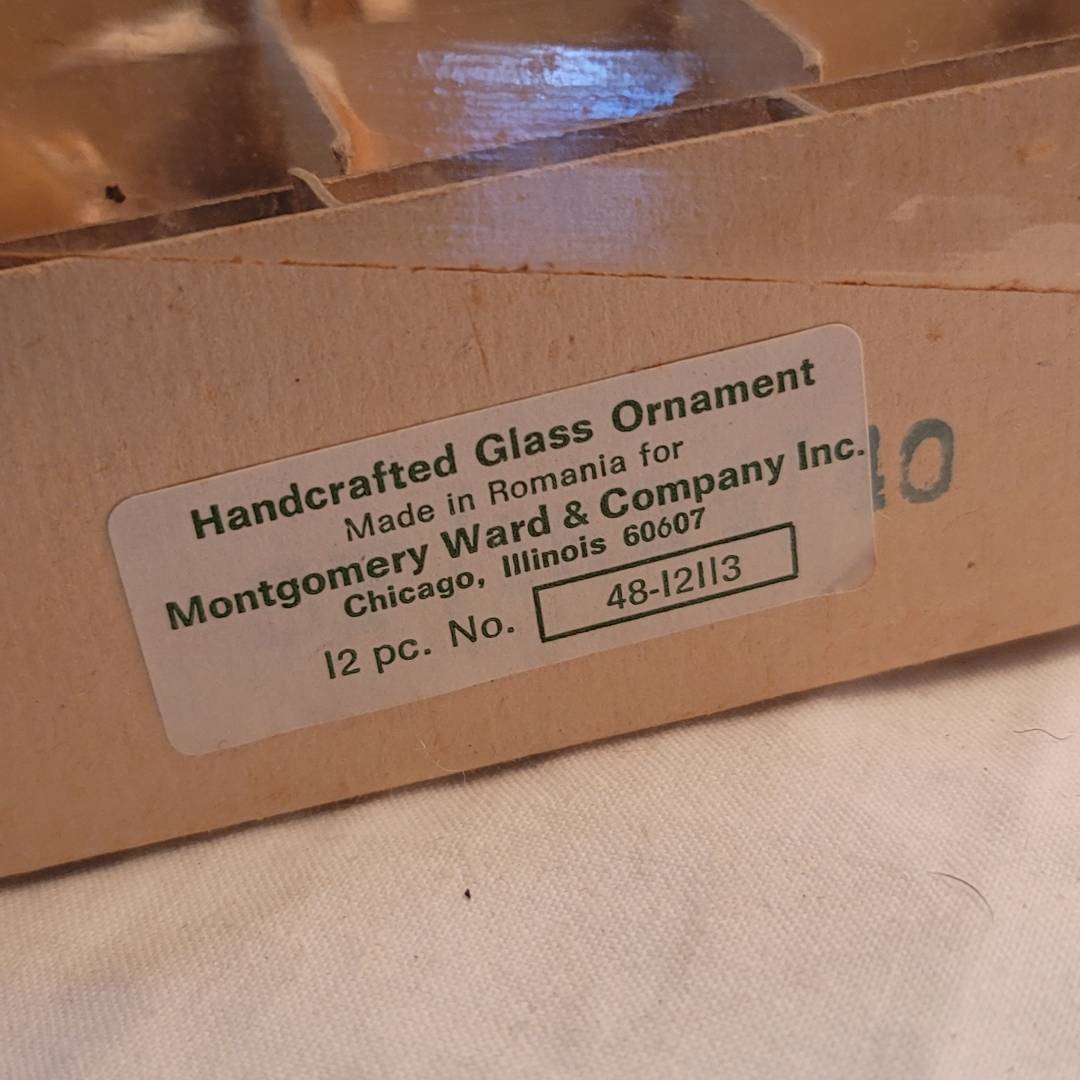 Handcrafted Glass Ornament
Made in Romania for
Montgomery Ward & Company Inc.
Chicago, Illinois 60607
12 pc. No. 48-12113